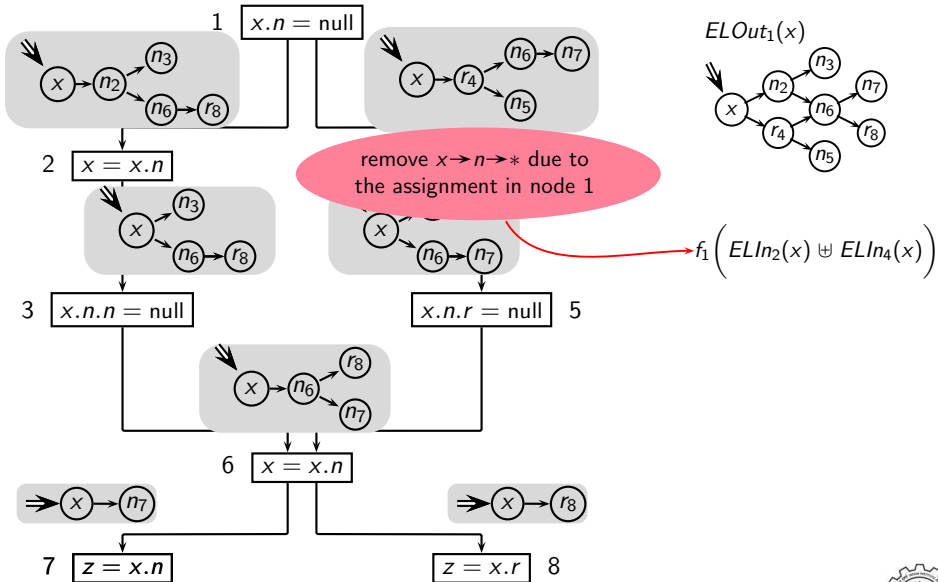 1 x.n = null
ELOut₁(x)
x n₂ n₃ n₆ r₈
x r₄ n₆ n₇ n₅
x n₂ n₃ r₄ n₆ n₇ r₈ n₅
remove x→n→∗ due to
the assignment in node 1
2 x = x.n
x n₃ n₆ r₈
x n₆ n₇
f₁(ELIn₂(x) ⊎ ELIn₄(x))
3 x.n.n = null
x.n.r = null 5
x n₆ r₈ n₇
6 x = x.n
x n₇
x r₈
7 z = x.n
z = x.r 8